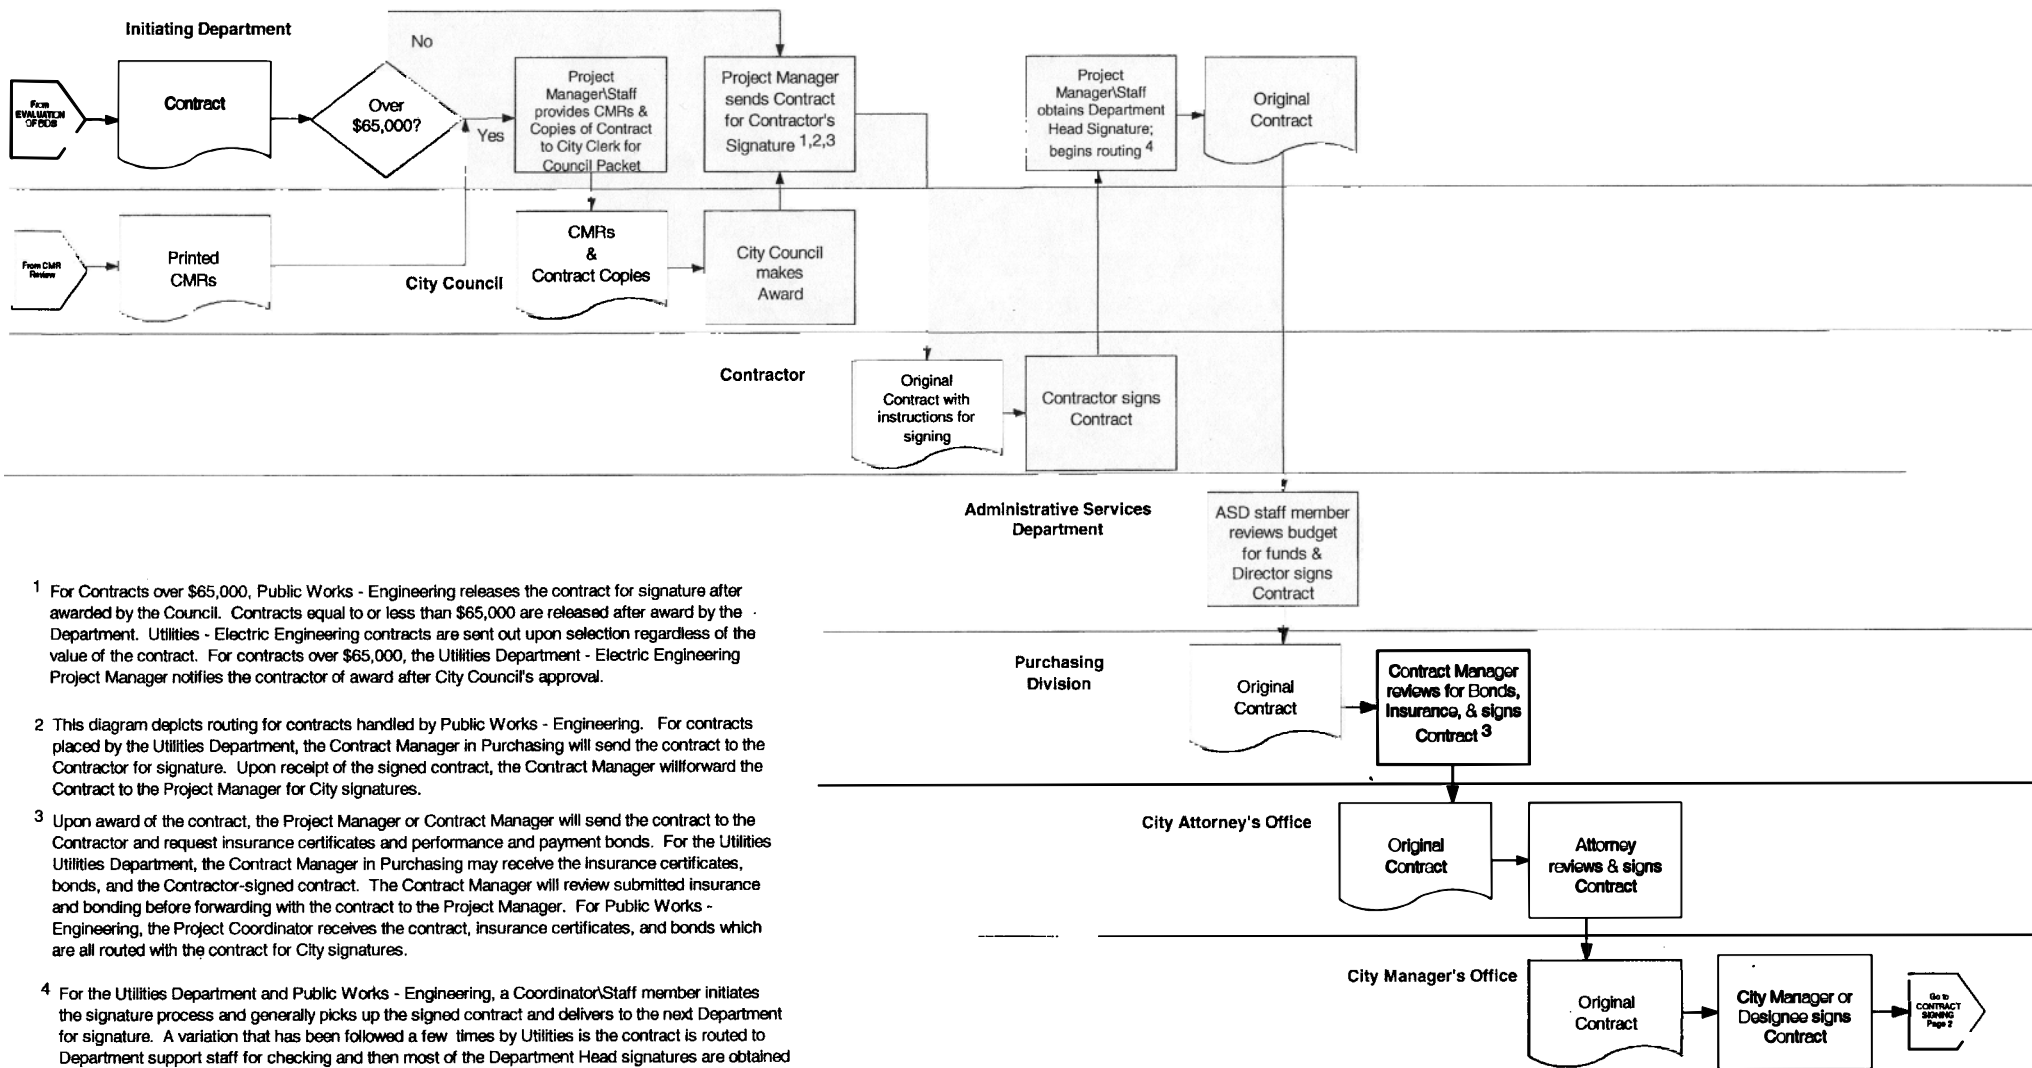 Initiating Department
No
From
EVALUATION
OF BIDS
Contract
Over
$65,000?
Yes
Project
Manager\Staff
provides CMRs &
Copies of Contract
to City Clerk for
Council Packet
Project Manager
sends Contract
for Contractor's
Signature 1,2,3
Project
Manager\Staff
obtains Department
Head Signature;
begins routing 4
Original
Contract
From CMR
Review
Printed
CMRs
City Council
CMRs
&
Contract Copies
City Council
makes
Award
Contractor
Original
Contract with
instructions for
signing
Contractor signs
Contract
Administrative Services
Department
ASD staff member
reviews budget
for funds &
Director signs
Contract
Purchasing
Division
Original
Contract
Contract Manager
reviews for Bonds,
Insurance, & signs
Contract 3
City Attorney's Office
Original
Contract
Attorney
reviews & signs
Contract
City Manager's Office
Original
Contract
City Manager or
Designee signs
Contract
Go to
CONTRACT
SIGNING
Page 2
1 For Contracts over $65,000, Public Works - Engineering releases the contract for signature after
awarded by the Council. Contracts equal to or less than $65,000 are released after award by the
Department. Utilities - Electric Engineering contracts are sent out upon selection regardless of the
value of the contract. For contracts over $65,000, the Utilities Department - Electric Engineering
Project Manager notifies the contractor of award after City Council's approval.
2 This diagram depicts routing for contracts handled by Public Works - Engineering. For contracts
placed by the Utilities Department, the Contract Manager in Purchasing will send the contract to the
Contractor for signature. Upon receipt of the signed contract, the Contract Manager willforward the
Contract to the Project Manager for City signatures.
3 Upon award of the contract, the Project Manager or Contract Manager will send the contract to the
Contractor and request insurance certificates and performance and payment bonds. For the Utilities
Utilities Department, the Contract Manager in Purchasing may receive the insurance certificates,
bonds, and the Contractor-signed contract. The Contract Manager will review submitted insurance
and bonding before forwarding with the contract to the Project Manager. For Public Works -
Engineering, the Project Coordinator receives the contract, insurance certificates, and bonds which
are all routed with the contract for City signatures.
4 For the Utilities Department and Public Works - Engineering, a Coordinator\Staff member initiates
the signature process and generally picks up the signed contract and delivers to the next Department
for signature. A variation that has been followed a few times by Utilities is the contract is routed to
Department support staff for checking and then most of the Department Head signatures are obtained